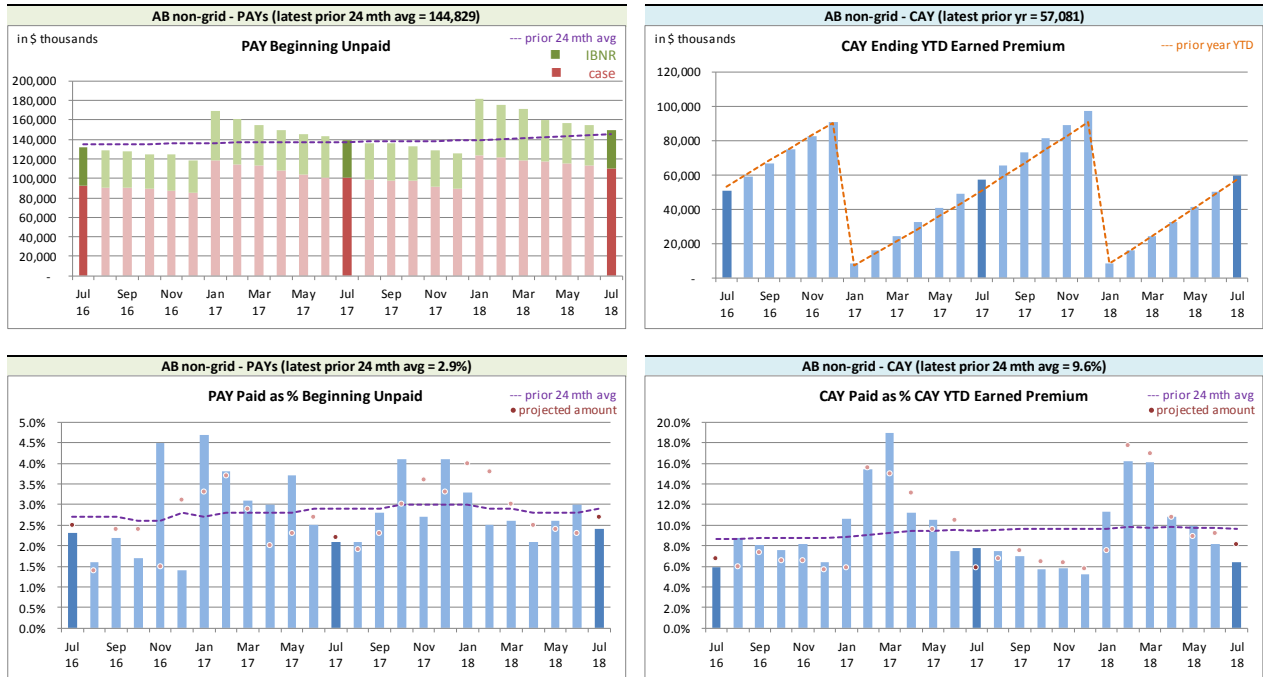 AB non-grid - PAYs (latest prior 24 mth avg = 144,829)
in $ thousands
PAY Beginning Unpaid
--- prior 24 mth avg
IBNR
case
200,000
180,000
160,000
140,000
120,000
100,000
80,000
60,000
40,000
20,000
-
Jul Sep Nov Jan Mar May Jul Sep Nov Jan Mar May Jul
16 16 16 17 17 17 17 17 17 18 18 18 18
AB non-grid - CAY (latest prior yr = 57,081)
in $ thousands
CAY Ending YTD Earned Premium
--- prior year YTD
120,000
100,000
80,000
60,000
40,000
20,000
-
Jul Sep Nov Jan Mar May Jul Sep Nov Jan Mar May Jul
16 16 16 17 17 17 17 17 17 18 18 18 18
AB non-grid - PAYs (latest prior 24 mth avg = 2.9%)
PAY Paid as % Beginning Unpaid
--- prior 24 mth avg
• projected amount
5.0%
4.5%
4.0%
3.5%
3.0%
2.5%
2.0%
1.5%
1.0%
0.5%
0.0%
Jul Sep Nov Jan Mar May Jul Sep Nov Jan Mar May Jul
16 16 16 17 17 17 17 17 17 18 18 18 18
AB non-grid - CAY (latest prior 24 mth avg = 9.6%)
CAY Paid as % CAY YTD Earned Premium
--- prior 24 mth avg
• projected amount
20.0%
18.0%
16.0%
14.0%
12.0%
10.0%
8.0%
6.0%
4.0%
2.0%
0.0%
Jul Sep Nov Jan Mar May Jul Sep Nov Jan Mar May Jul
16 16 16 17 17 17 17 17 17 18 18 18 18